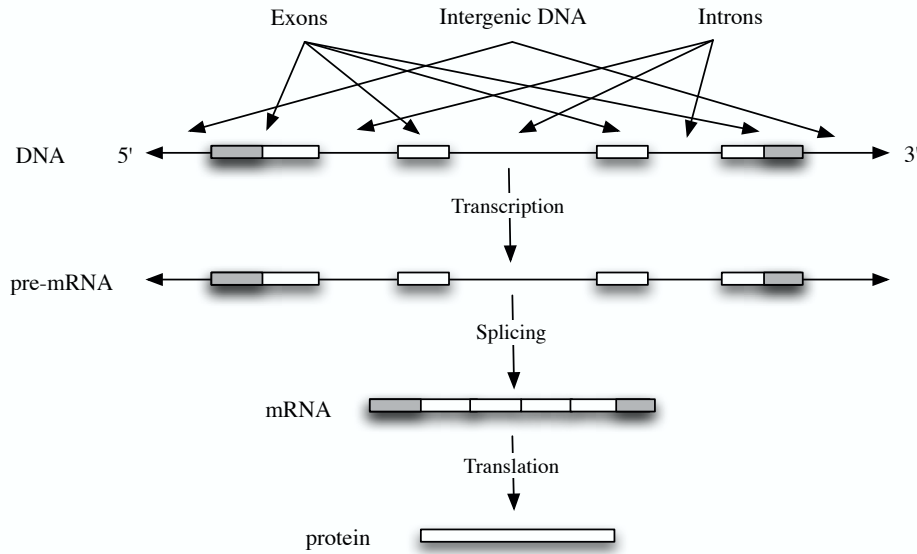 Exons Intergenic DNA Introns
DNA 5' 3'
Transcription
pre-mRNA
Splicing
mRNA
Translation
protein